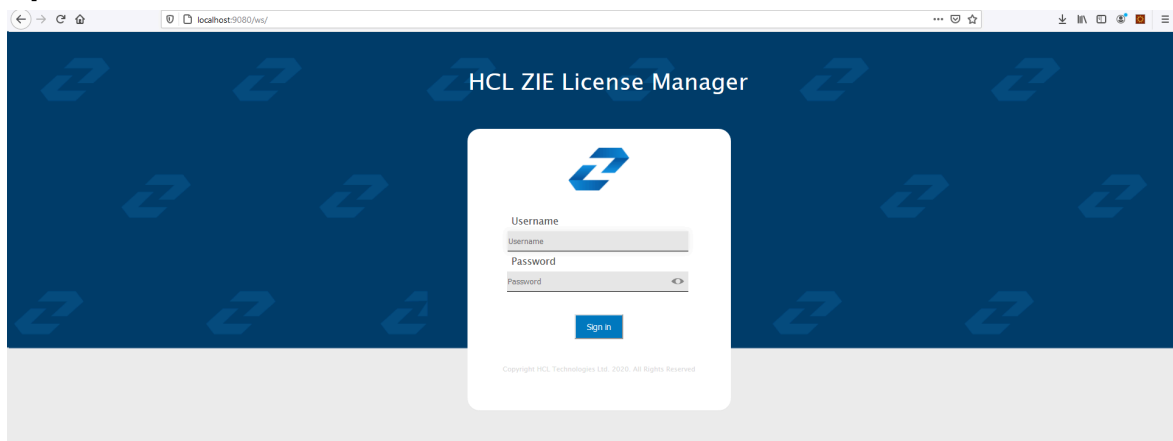 localhost:9080/ws/
HCL ZIE License Manager
Username
Username
Password
Password
Sign in
Copyright HCL Technologies Ltd. 2020. All Rights Reserved.